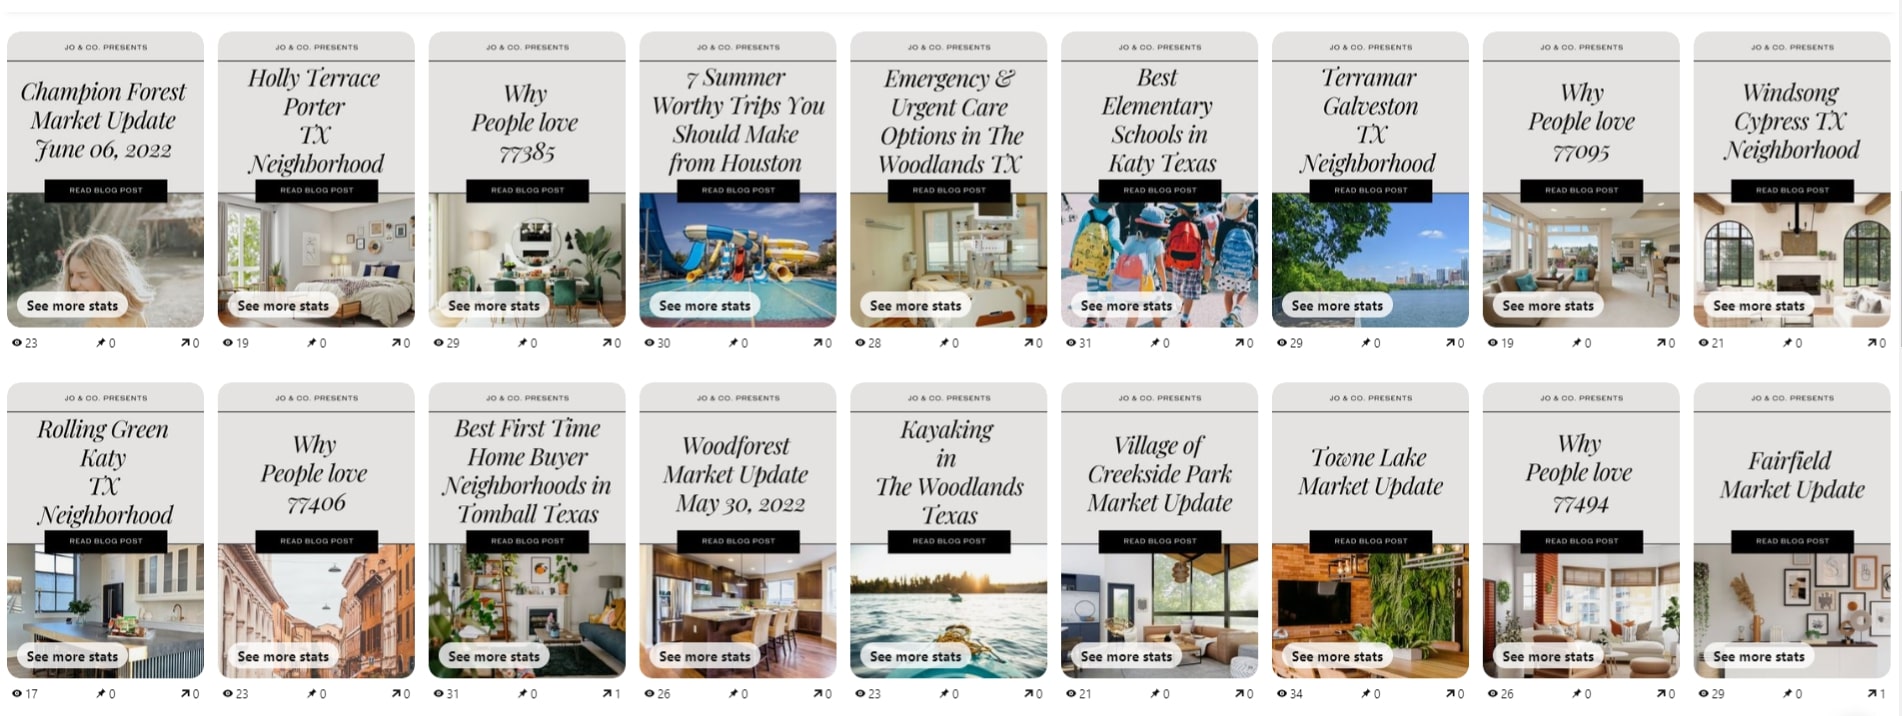 JO & CO. PRESENTS
Champion Forest
Market Update
June 06, 2022
READ BLOG POST
See more stats
23 0 0
JO & CO. PRESENTS
Holly Terrace
Porter
TX
Neighborhood
READ BLOG POST
See more stats
19 0 0
JO & CO. PRESENTS
Why
People love
77385
READ BLOG POST
See more stats
29 0 0
JO & CO. PRESENTS
7 Summer
Worthy Trips You
Should Make
from Houston
READ BLOG POST
See more stats
30 0 0
JO & CO. PRESENTS
Emergency &
Urgent Care
Options in The
Woodlands TX
READ BLOG POST
See more stats
28 0 0
JO & CO. PRESENTS
Best
Elementary
Schools in
Katy Texas
READ BLOG POST
See more stats
31 0 0
JO & CO. PRESENTS
Terramar
Galveston
TX
Neighborhood
READ BLOG POST
See more stats
29 0 0
JO & CO. PRESENTS
Why
People love
77095
READ BLOG POST
See more stats
19 0 0
JO & CO. PRESENTS
Windsong
Cypress TX
Neighborhood
READ BLOG POST
See more stats
21 0 0
JO & CO. PRESENTS
Rolling Green
Katy
TX
Neighborhood
READ BLOG POST
See more stats
17 0 0
JO & CO. PRESENTS
Why
People love
77406
READ BLOG POST
See more stats
23 0 0
JO & CO. PRESENTS
Best First Time
Home Buyer
Neighborhoods in
Tomball Texas
READ BLOG POST
See more stats
31 0 1
JO & CO. PRESENTS
Woodforest
Market Update
May 30, 2022
READ BLOG POST
See more stats
26 0 0
JO & CO. PRESENTS
Kayaking
in
The Woodlands
Texas
READ BLOG POST
See more stats
23 0 0
JO & CO. PRESENTS
Village of
Creekside Park
Market Update
READ BLOG POST
See more stats
21 0 0
JO & CO. PRESENTS
Towne Lake
Market Update
READ BLOG POST
See more stats
34 0 0
JO & CO. PRESENTS
Why
People love
77494
READ BLOG POST
See more stats
26 0 0
JO & CO. PRESENTS
Fairfield
Market Update
READ BLOG POST
See more stats
29 0 1